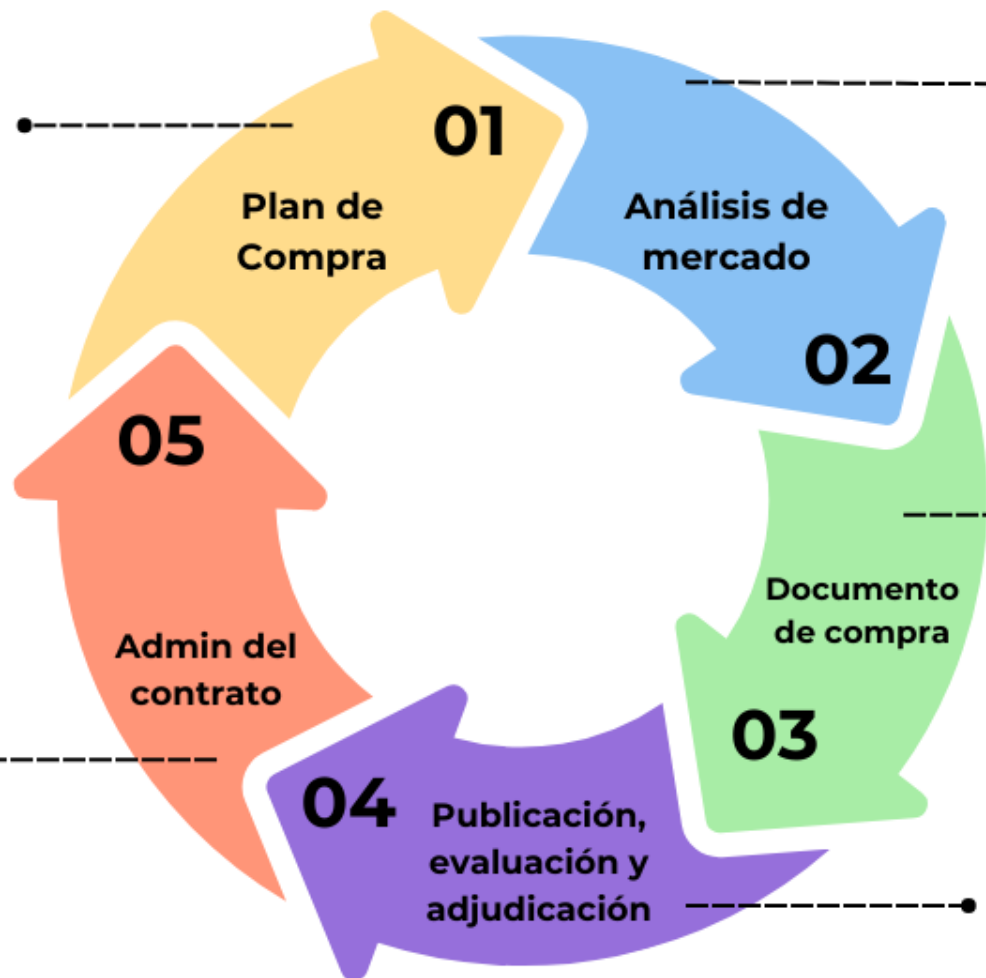 01
Plan de
Compra
Análisis de
mercado
02
Documento
de compra
03
04
Publicación,
evaluación y
adjudicación
05
Admin del
contrato